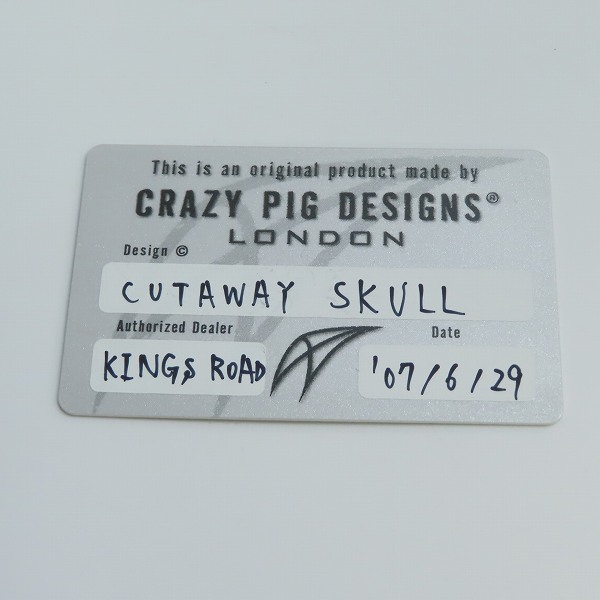 This is an original product made by
CRAZY PIG DESIGNS®
LONDON
Design ©
CUTAWAY SKULL
Authorized Dealer
Date
KINGS ROAD
'07/6/29